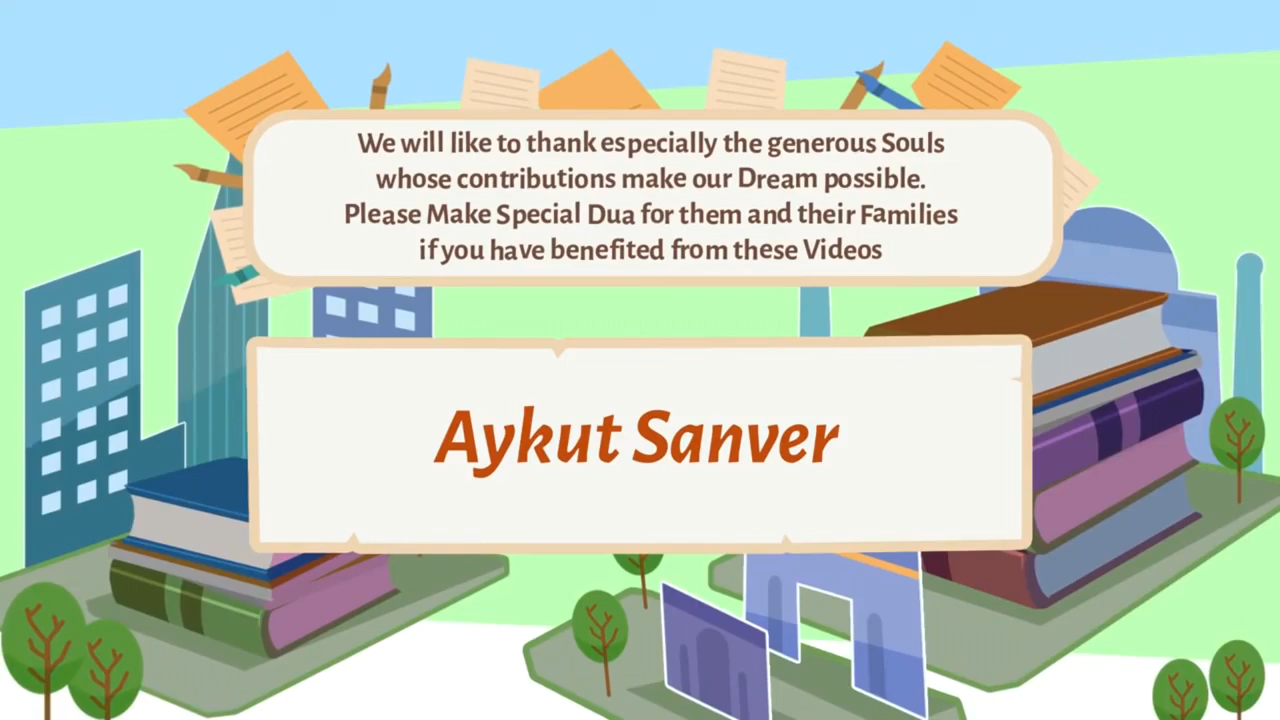 We will like to thank especially the generous Souls
whose contributions make our Dream possible.
Please Make Special Dua for them and their Families
if you have benefited from these Videos
Aykut Sanver